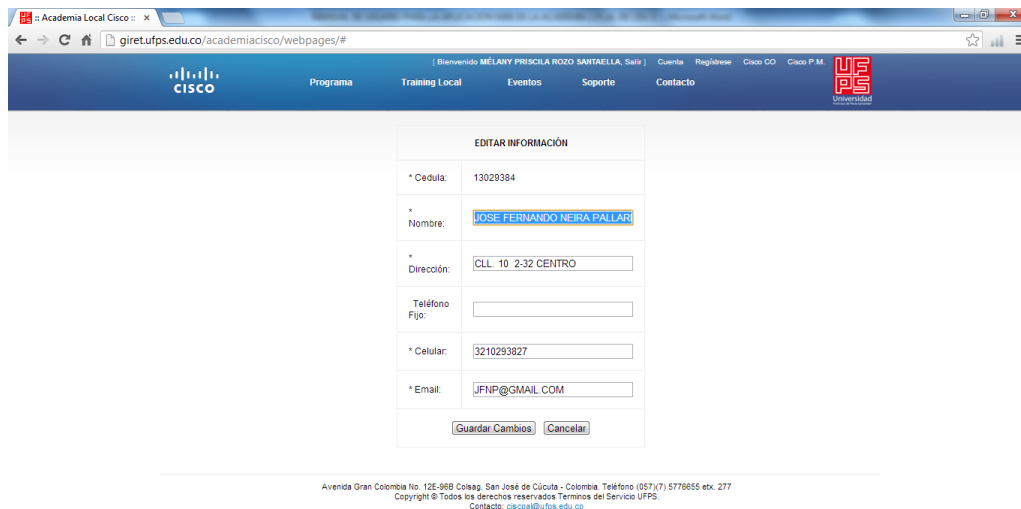 :: Academia Local Cisco ::
giret.ufps.edu.co/academiacisco/webpages/#
[ Bienvenido MÉLANY PRISCILA ROZO SANTAELLA, Salir ] Cuenta Regístrese Cisco CO Cisco P.M.
CISCO
Programa Training Local Eventos Soporte Contacto
UFPS
Universidad
EDITAR INFORMACIÓN
* Cedula: 13029384
* Nombre: JOSE FERNANDO NEIRA PALLAR
* Dirección: CLL. 10 2-32 CENTRO
Teléfono
Fijo:
* Celular: 3210293827
* Email: JFNP@GMAIL.COM
Guardar Cambios Cancelar
Avenida Gran Colombia No. 12E-96B Colsag. San José de Cúcuta - Colombia. Teléfono (057)(7) 5776655 etx. 277
Copyright © Todos los derechos reservados Terminos del Servicio UFPS.
Contacto: ciscoal@ufps.edu.co